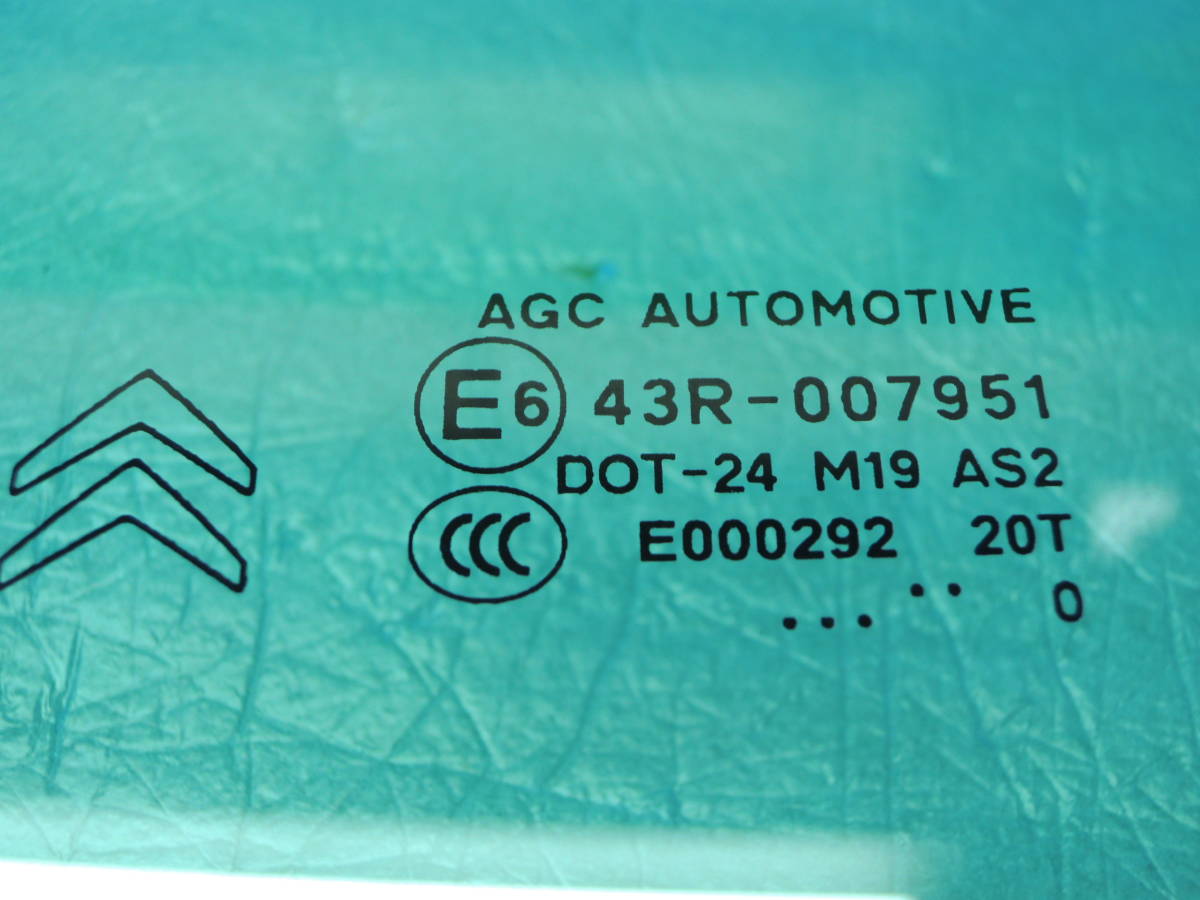 AGC AUTOMOTIVE
E6 43R-007951
DOT-24 M19 AS2
CCC E000292 20T
... .. 0